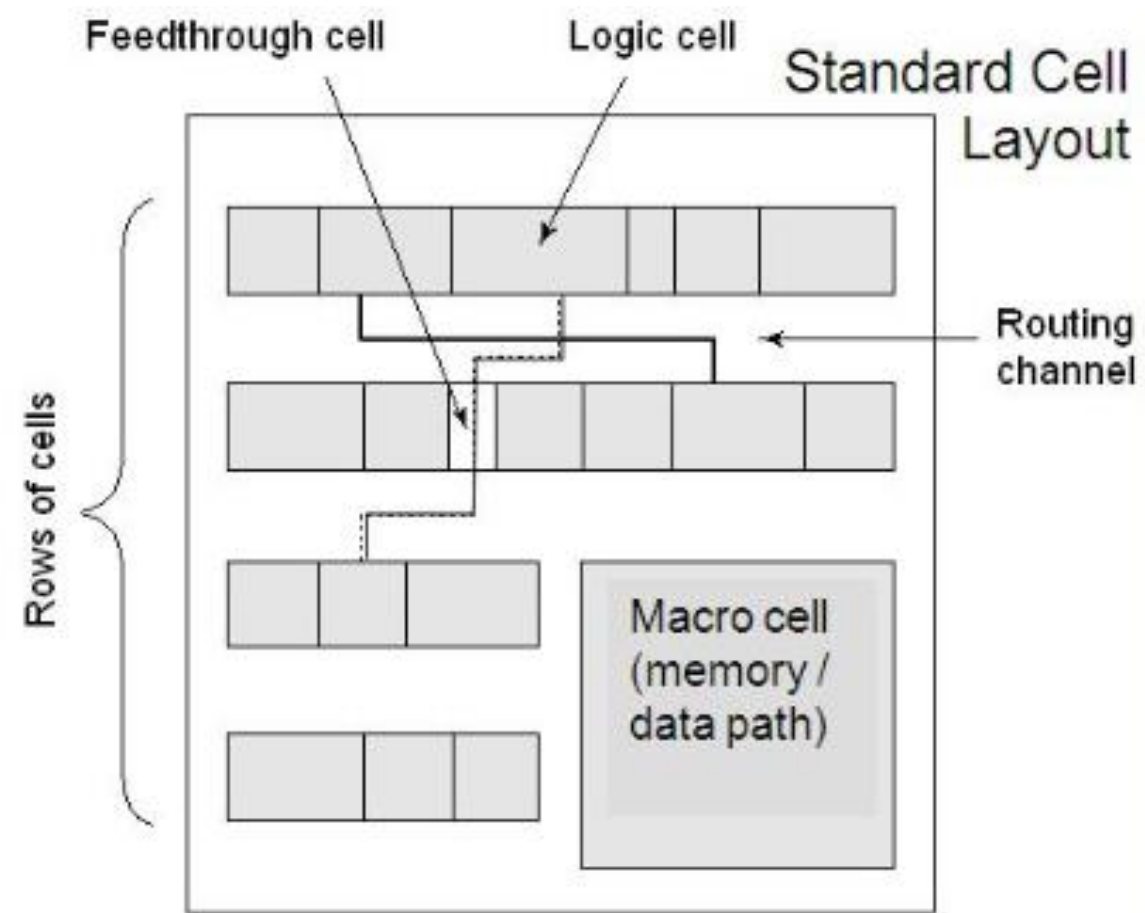 Feedthrough cell
Logic cell
Standard Cell
Layout
Routing
channel
Rows of cells
Macro cell
(memory /
data path)